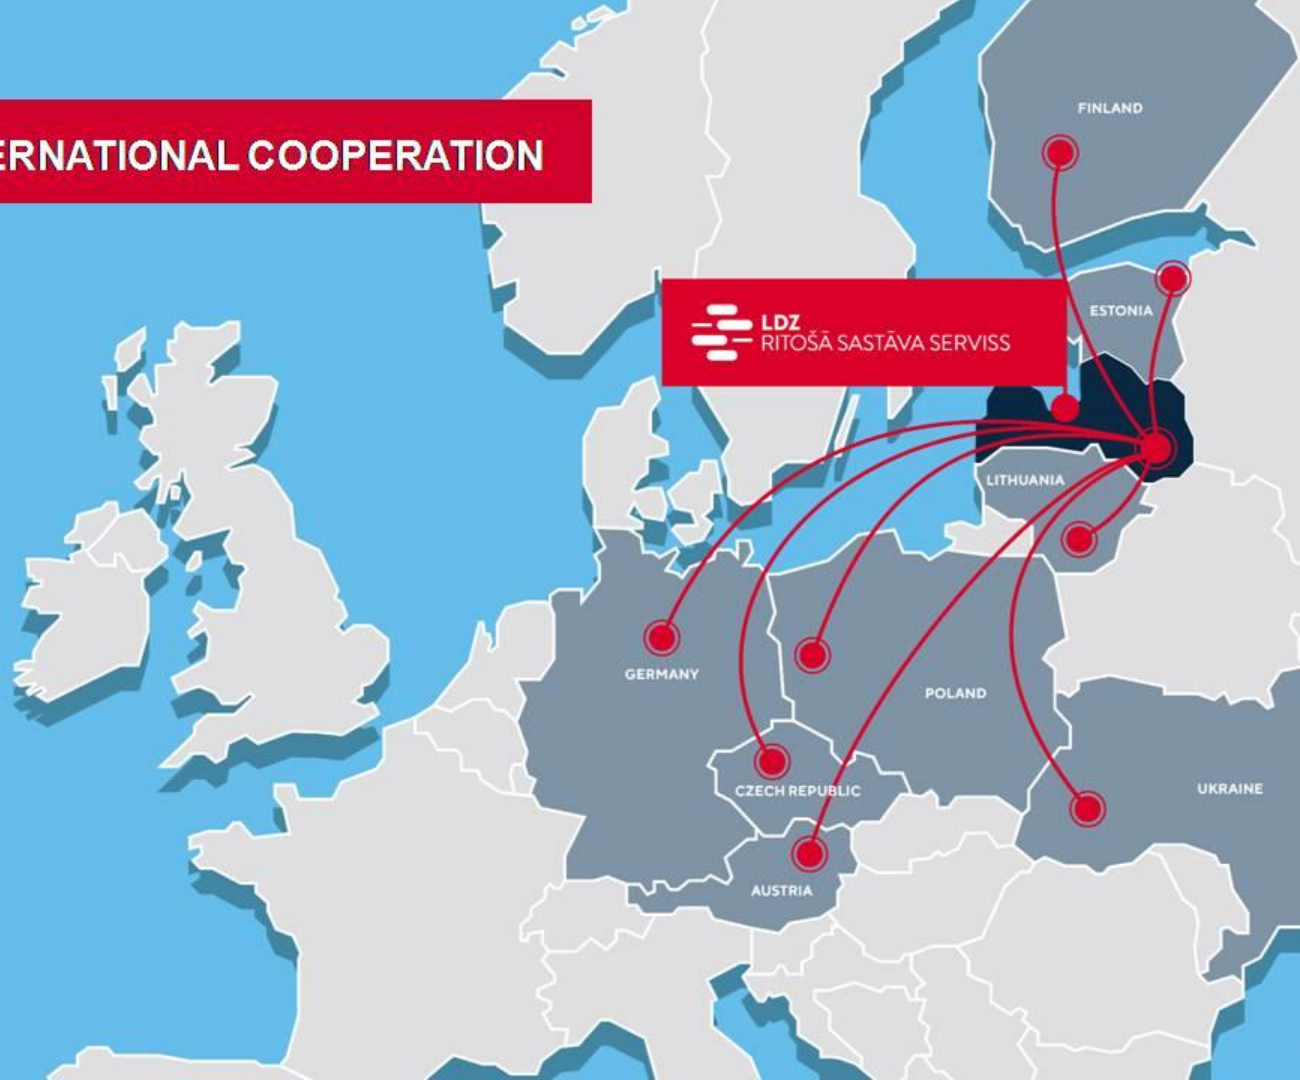 ERNATIONAL COOPERATION
FINLAND
ESTONIA
LDZ
RITOŠĀ SASTĀVA SERVISS
LITHUANIA
GERMANY
POLAND
CZECH REPUBLIC
UKRAINE
AUSTRIA